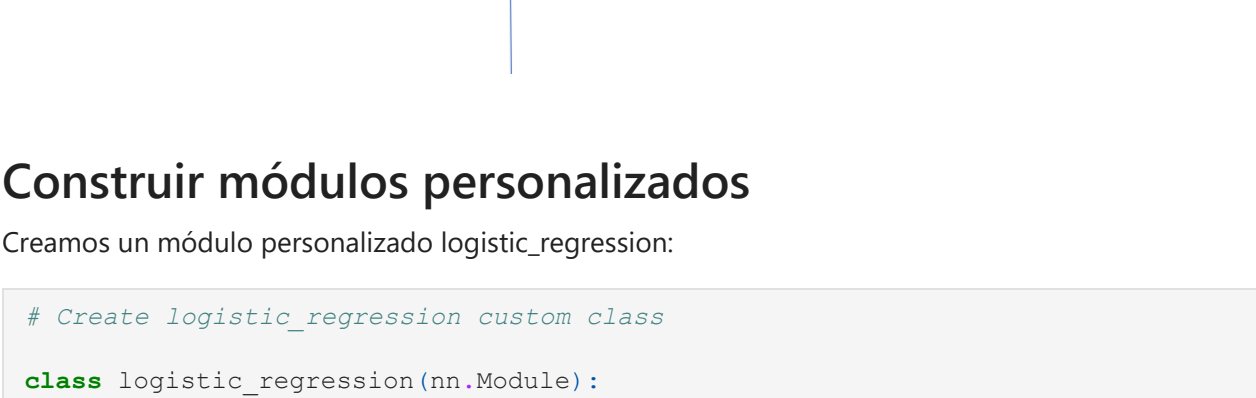 Construir módulos personalizados
Creamos un módulo personalizado logistic_regression:
# Create logistic_regression custom class
class logistic_regression(nn.Module):